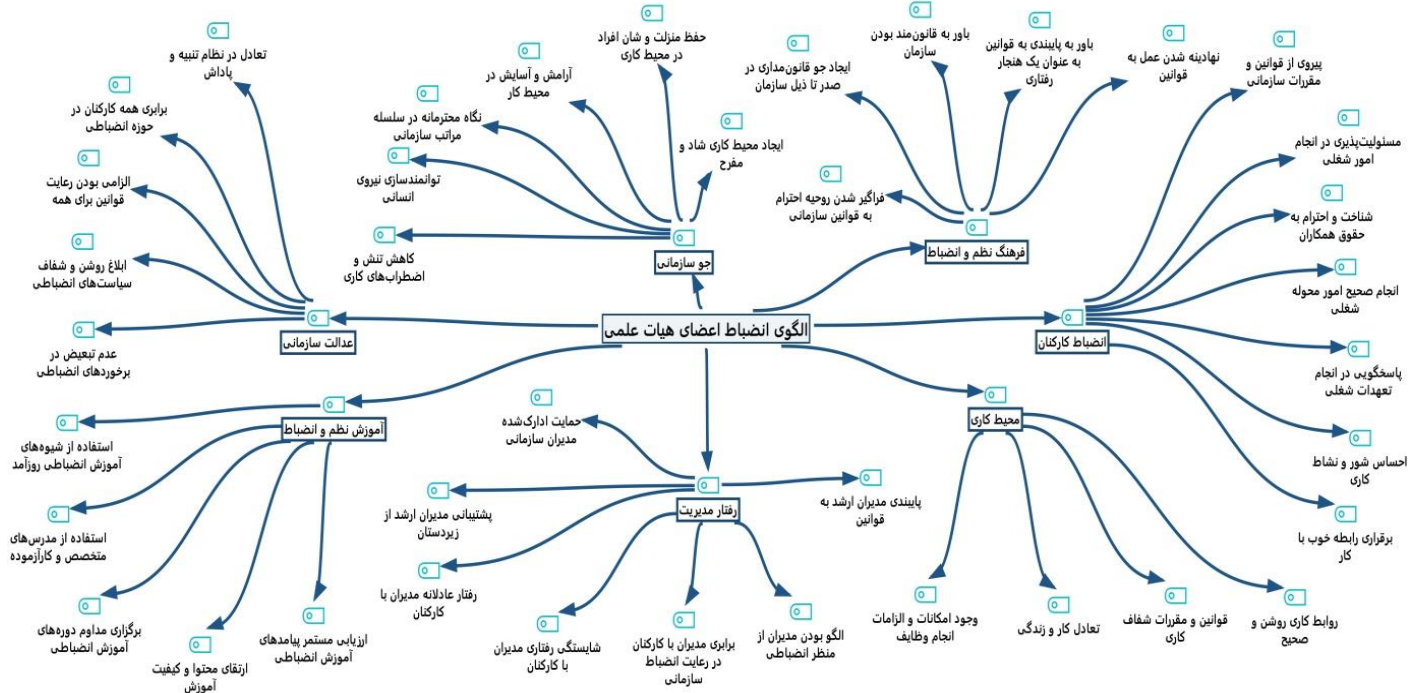 الگوی انضباط اعضای هیات علمی
انضباط کارکنان
پیروی از قوانین و
مقررات سازمانی
مسئولیت‌پذیری در انجام
امور شغلی
شناخت و احترام به
حقوق همکاران
انجام صحیح امور محوله
شغلی
پاسخگویی در انجام
تعهدات شغلی
احساس شور و نشاط
کاری
برقراری رابطه خوب با
کار
فرهنگ نظم و انضباط
نهادینه شدن عمل به
قوانین
باور به پایبندی به قوانین
به عنوان یک هنجار
رفتاری
باور به قانون‌مند بودن
سازمان
ایجاد جو قانون‌مداری در
صدر تا ذیل سازمان
فراگیر شدن روحیه احترام
به قوانین سازمانی
جو سازمانی
ایجاد محیط کاری شاد و
مفرح
حفظ منزلت و شان افراد
در محیط کاری
آرامش و آسایش در
محیط کار
نگاه محترمانه در سلسله
مراتب سازمانی
توانمندسازی نیروی
انسانی
کاهش تنش و
اضطراب‌های کاری
عدالت سازمانی
تعادل در نظام تنبیه و
پاداش
برابری همه کارکنان در
حوزه انضباطی
الزامی بودن رعایت
قوانین برای همه
ابلاغ روشن و شفاف
سیاست‌های انضباطی
عدم تبعیض در
برخوردهای انضباطی
آموزش نظم و انضباط
استفاده از شیوه‌های
آموزش انضباطی روزآمد
استفاده از مدرس‌های
متخصص و کارآزموده
برگزاری مداوم دوره‌های
آموزش انضباطی
ارتقای محتوا و کیفیت
آموزش
ارزیابی مستمر پیامدهای
آموزش انضباطی
رفتار مدیریت
حمایت ادارک‌شده
مدیران سازمانی
پشتیبانی مدیران ارشد از
زیردستان
رفتار عادلانه مدیران با
کارکنان
شایستگی رفتاری مدیران
با کارکنان
برابری مدیران با کارکنان
در رعایت انضباط
سازمانی
الگو بودن مدیران از
منظر انضباطی
پایبندی مدیران ارشد به
قوانین
محیط کاری
وجود امکانات و الزامات
انجام وظایف
تعادل کار و زندگی
قوانین و مقررات شفاف
کاری
روابط کاری روشن و
صحیح